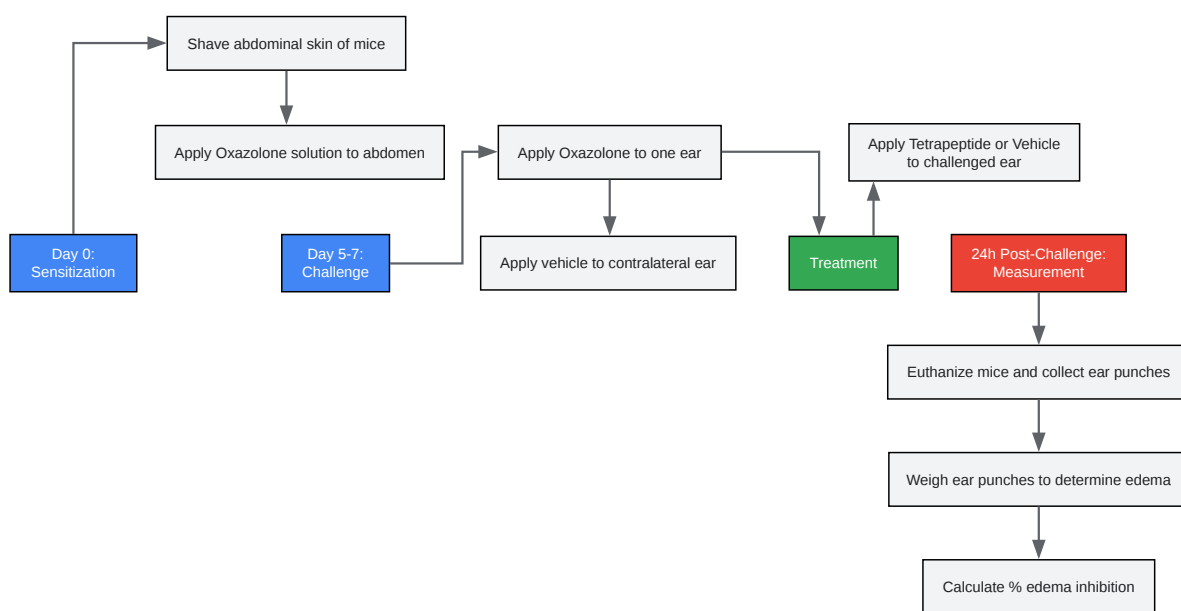 Shave abdominal skin of mice
Apply Oxazolone solution to abdomen
Apply Oxazolone to one ear
Apply Tetrapeptide or Vehicle
to challenged ear
Day 0:
Sensitization
Day 5-7:
Challenge
Apply vehicle to contralateral ear
Treatment
24h Post-Challenge:
Measurement
Euthanize mice and collect ear punches
Weigh ear punches to determine edema
Calculate % edema inhibition